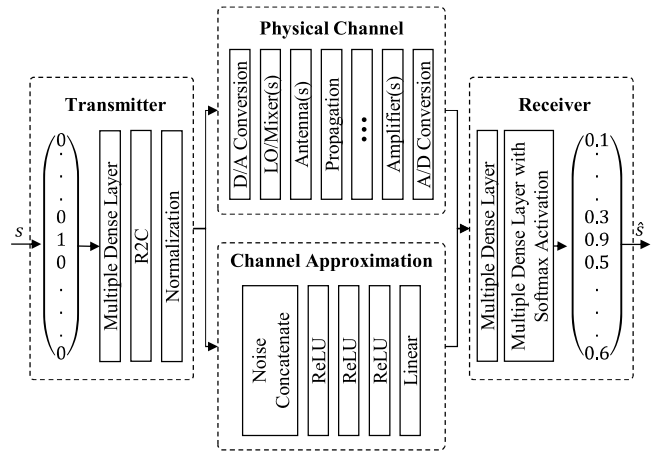 Physical Channel
D/A Conversion
LO/Mixer(s)
Antenna(s)
Propagation
...
Amplifier(s)
A/D Conversion
Transmitter
s
0
.
.
.
0
1
0
.
.
.
0
Multiple Dense Layer
R2C
Normalization
Channel Approximation
Noise
Concatenate
ReLU
ReLU
ReLU
Linear
Receiver
Multiple Dense Layer
Multiple Dense Layer with
Softmax Activation
0.1
.
.
.
0.3
0.9
0.5
.
.
.
0.6
ŝ